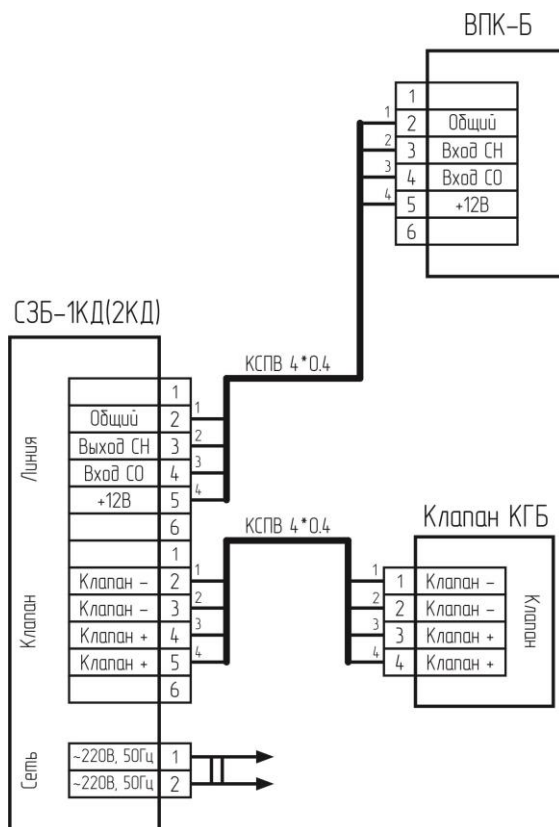 ВПК-Б
1
1 2 Общий
2 3 Вход СН
3 4 Вход СО
4 5 +12В
6
СЗБ-1КД(2КД)
КСПВ 4*0.4
Линия
1
Общий 2 1
Выход СН 3 2
Вход СО 4 3
+12В 5 4
6
Клапан
1
Клапан – 2 1
Клапан – 3 2
Клапан + 4 3
Клапан + 5 4
6
КСПВ 4*0.4
Клапан КГБ
1 1 Клапан –
2 2 Клапан –
3 3 Клапан +
4 4 Клапан +
Клапан
Сеть
~220В, 50Гц 1
~220В, 50Гц 2